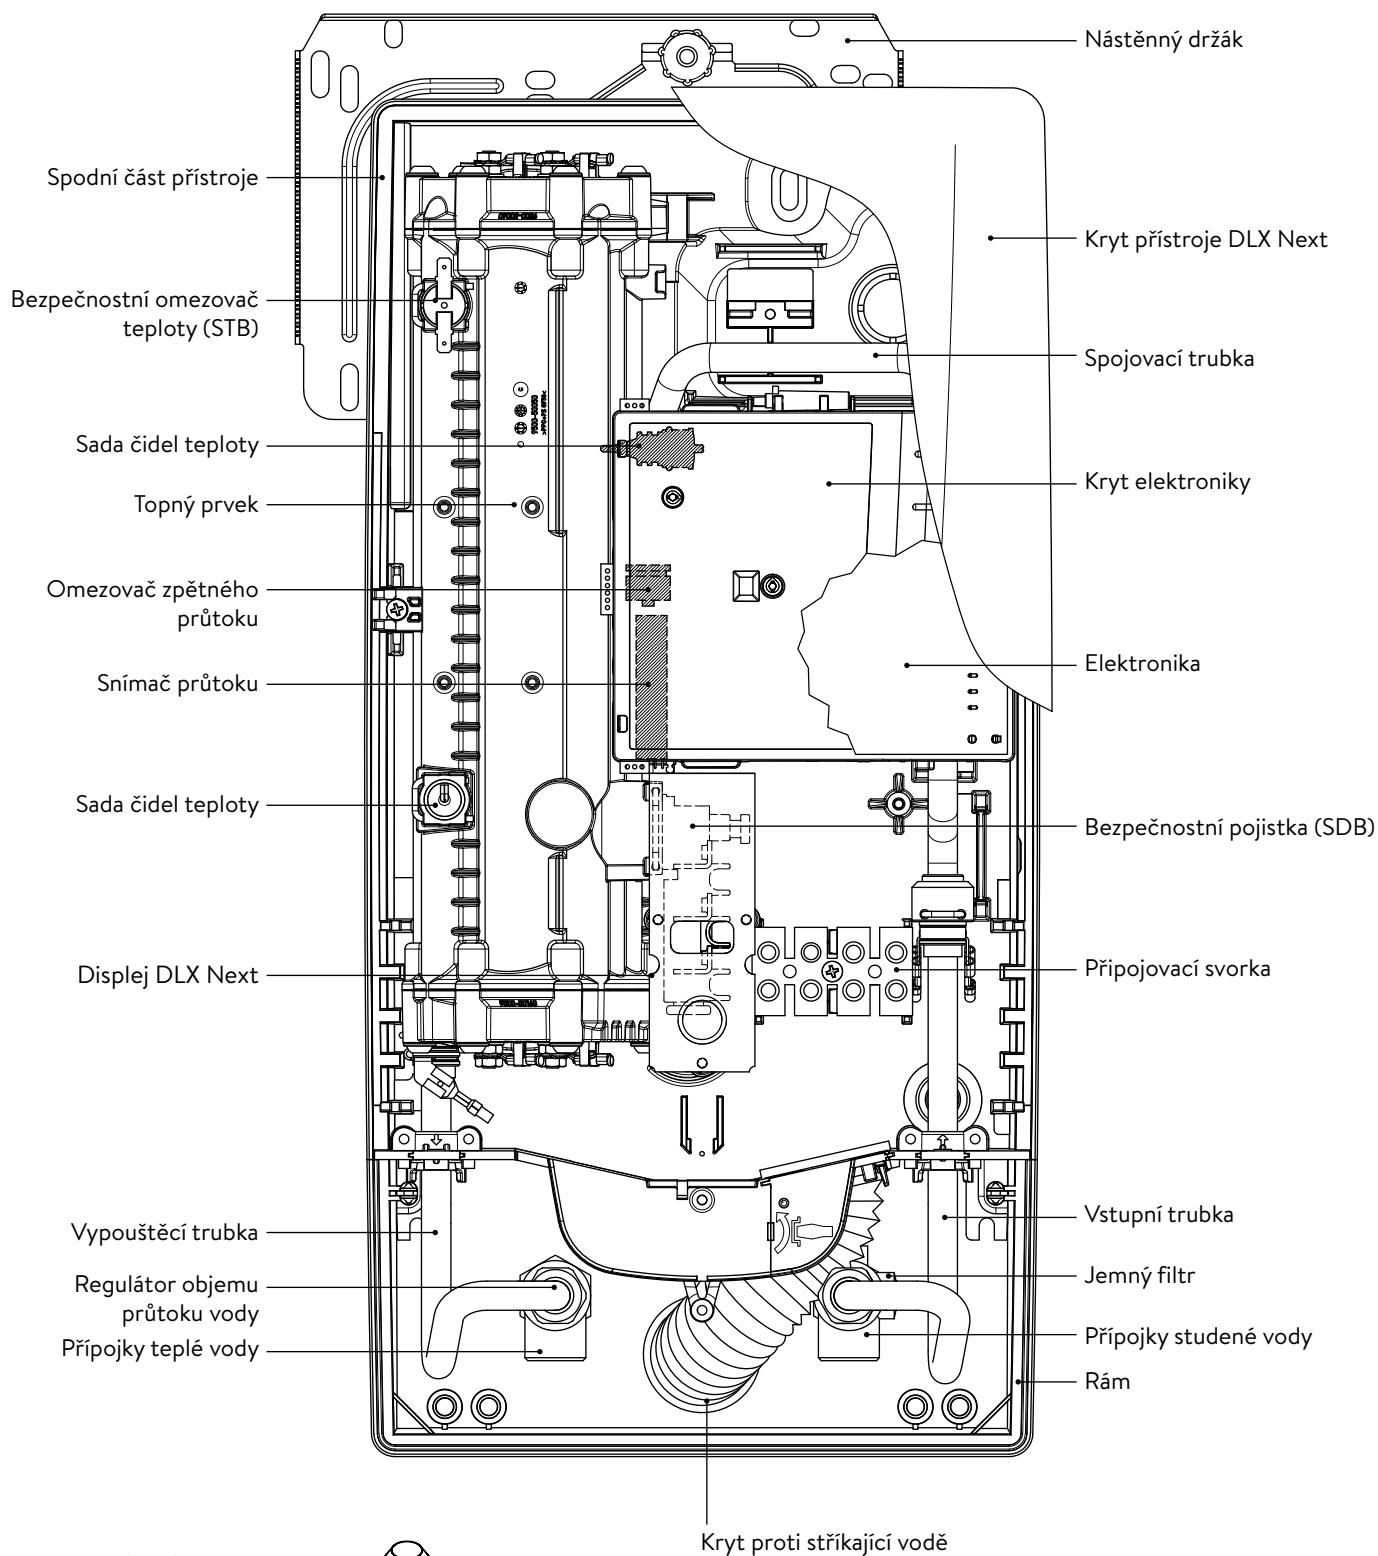 Nástěnný držák
Spodní část přístroje
Kryt přístroje DLX Next
Bezpečnostní omezovač
teploty (STB)
Spojovací trubka
Sada čidel teploty
Kryt elektroniky
Topný prvek
Omezovač zpětného
průtoku
Elektronika
Snímač průtoku
Sada čidel teploty
Bezpečnostní pojistka (SDB)
Displej DLX Next
Připojovací svorka
Vypouštěcí trubka
Vstupní trubka
Regulátor objemu
průtoku vody
Jemný filtr
Přípojky teplé vody
Přípojky studené vody
Rám
Kryt proti stříkající vodě